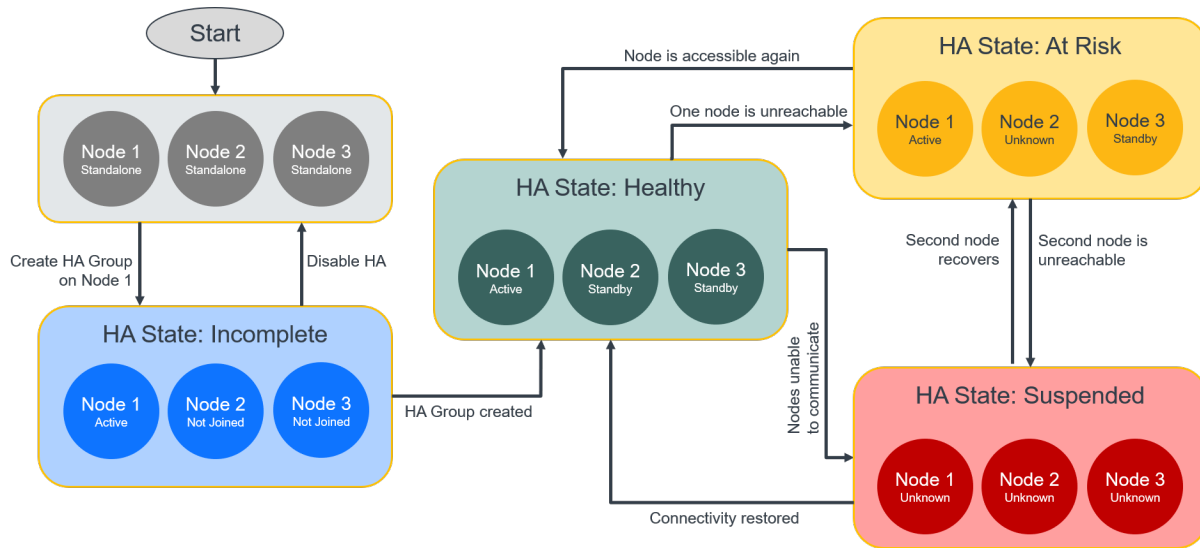 Start
Node 1
Standalone
Node 2
Standalone
Node 3
Standalone
Create HA Group
on Node 1
Disable HA
HA State: Incomplete
Node 1
Active
Node 2
Not Joined
Node 3
Not Joined
HA Group created
HA State: Healthy
Node 1
Active
Node 2
Standby
Node 3
Standby
Node is accessible again
One node is unreachable
HA State: At Risk
Node 1
Active
Node 2
Unknown
Node 3
Standby
Second node
recovers
Second node is
unreachable
Nodes unable
to communicate
Connectivity restored
HA State: Suspended
Node 1
Unknown
Node 2
Unknown
Node 3
Unknown